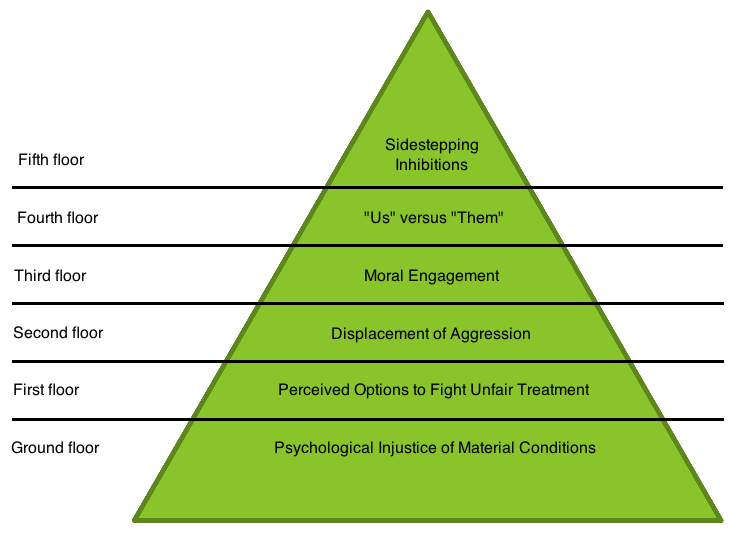 Fifth floor
Sidestepping
Inhibitions
Fourth floor
"Us" versus "Them"
Third floor
Moral Engagement
Second floor
Displacement of Aggression
First floor
Perceived Options to Fight Unfair Treatment
Ground floor
Psychological Injustice of Material Conditions